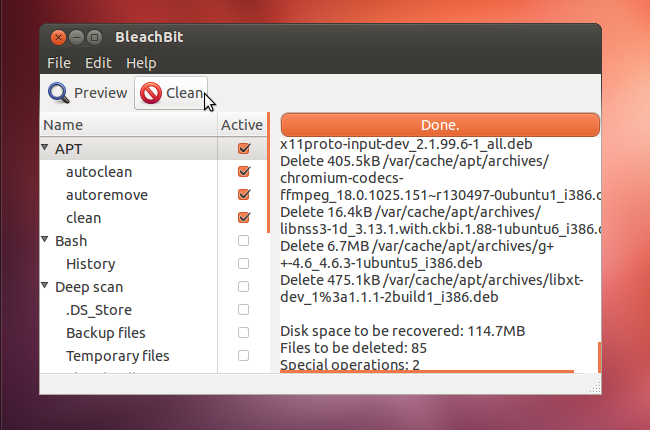 BleachBit
File Edit Help
Preview Clean
Name Active
APT
autoclean
autoremove
clean
Bash
History
Deep scan
.DS_Store
Backup files
Temporary files
Done.
x11proto-input-dev_2.1.99.6-1_all.deb
Delete 405.5kB /var/cache/apt/archives/
chromium-codecs-
ffmpeg_18.0.1025.151~r130497-0ubuntu1_i386.
Delete 16.4kB /var/cache/apt/archives/
libnss3-1d_3.13.1.with.ckbi.1.88-1ubuntu6_i386.
Delete 6.7MB /var/cache/apt/archives/g+
+-4.6_4.6.3-1ubuntu5_i386.deb
Delete 475.1kB /var/cache/apt/archives/libxt-
dev_1%3a1.1.1-2build1_i386.deb
Disk space to be recovered: 114.7MB
Files to be deleted: 85
Special operations: 2